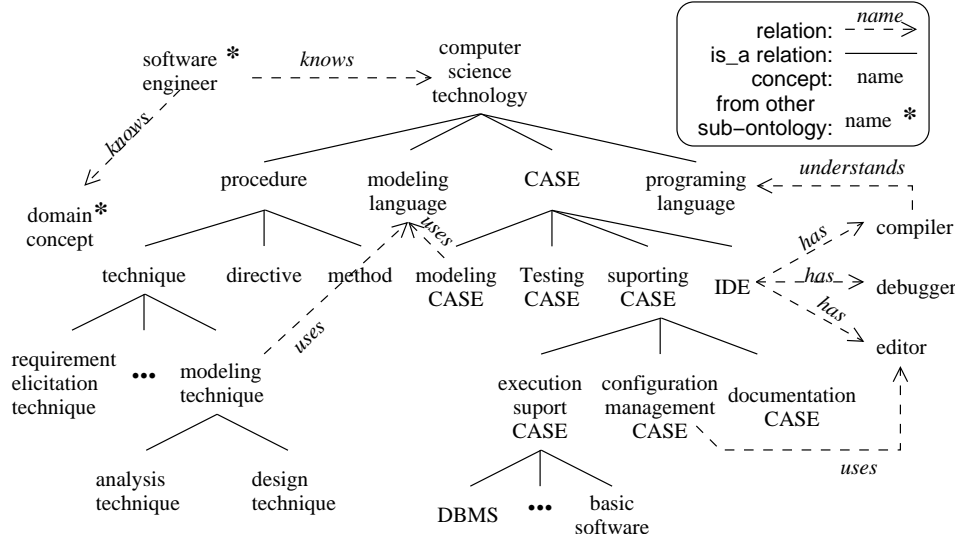 name
relation:
is_a relation:
concept: name
from other
sub-ontology: name *
software *
engineer
knows
computer
science
technology
knows
understands
procedure
modeling
language
CASE
programing
language
domain *
concept
uses
has
compiler
technique
directive
method
modeling
CASE
Testing
CASE
suporting
CASE
IDE
has
debugger
has
uses
editor
requirement
elicitation
technique
...
modeling
technique
execution
suport
CASE
configuration
management
CASE
documentation
CASE
uses
analysis
technique
design
technique
DBMS
...
basic
software